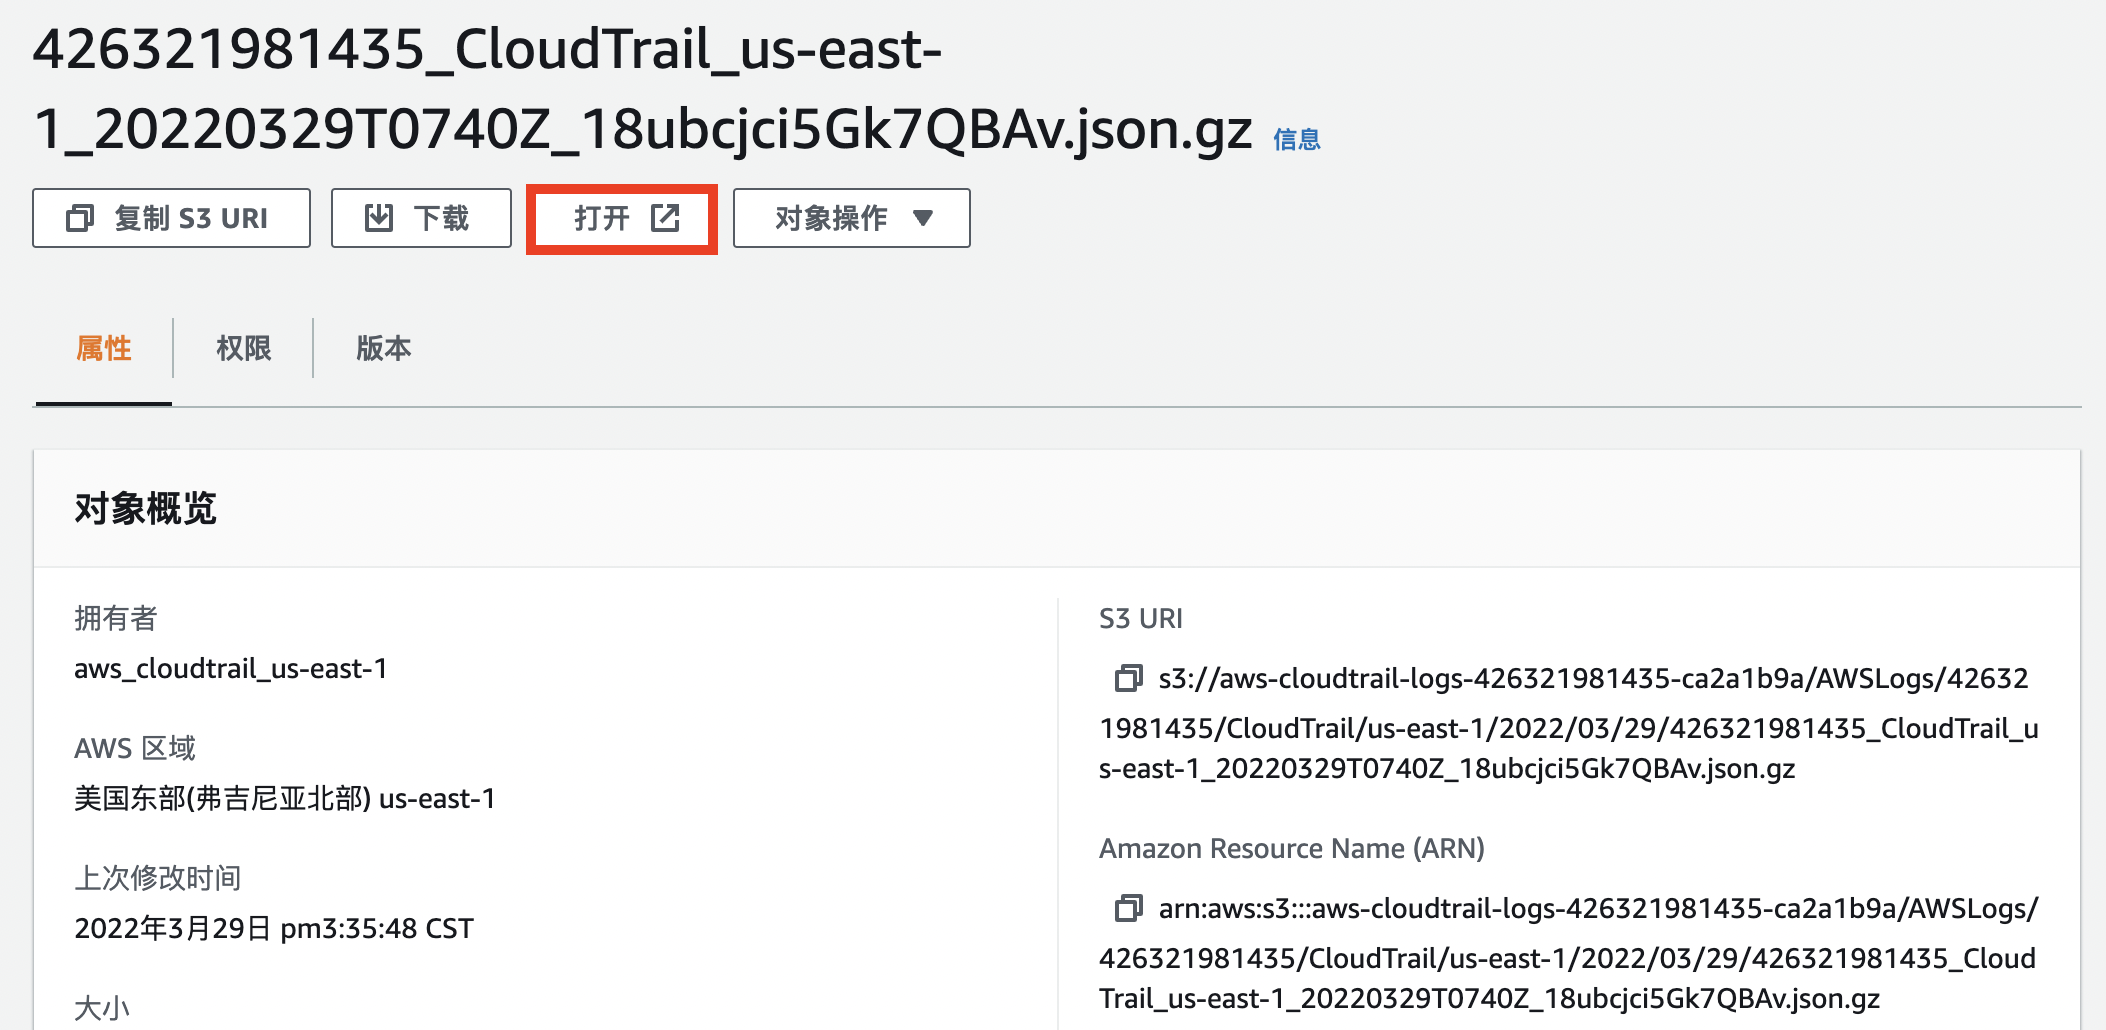 426321981435_CloudTrail_us-east-
1_20220329T0740Z_18ubcjci5Gk7QBAv.json.gz 信息
复制 S3 URI 下载 打开 对象操作
属性 权限 版本
对象概览
拥有者
aws_cloudtrail_us-east-1
AWS 区域
美国东部(弗吉尼亚北部) us-east-1
上次修改时间
2022年3月29日 pm3:35:48 CST
大小
S3 URI
s3://aws-cloudtrail-logs-426321981435-ca2a1b9a/AWSLogs/42632
1981435/CloudTrail/us-east-1/2022/03/29/426321981435_CloudTrail_u
s-east-1_20220329T0740Z_18ubcjci5Gk7QBAv.json.gz
Amazon Resource Name (ARN)
arn:aws:s3:::aws-cloudtrail-logs-426321981435-ca2a1b9a/AWSLogs/
426321981435/CloudTrail/us-east-1/2022/03/29/426321981435_Cloud
Trail_us-east-1_20220329T0740Z_18ubcjci5Gk7QBAv.json.gz